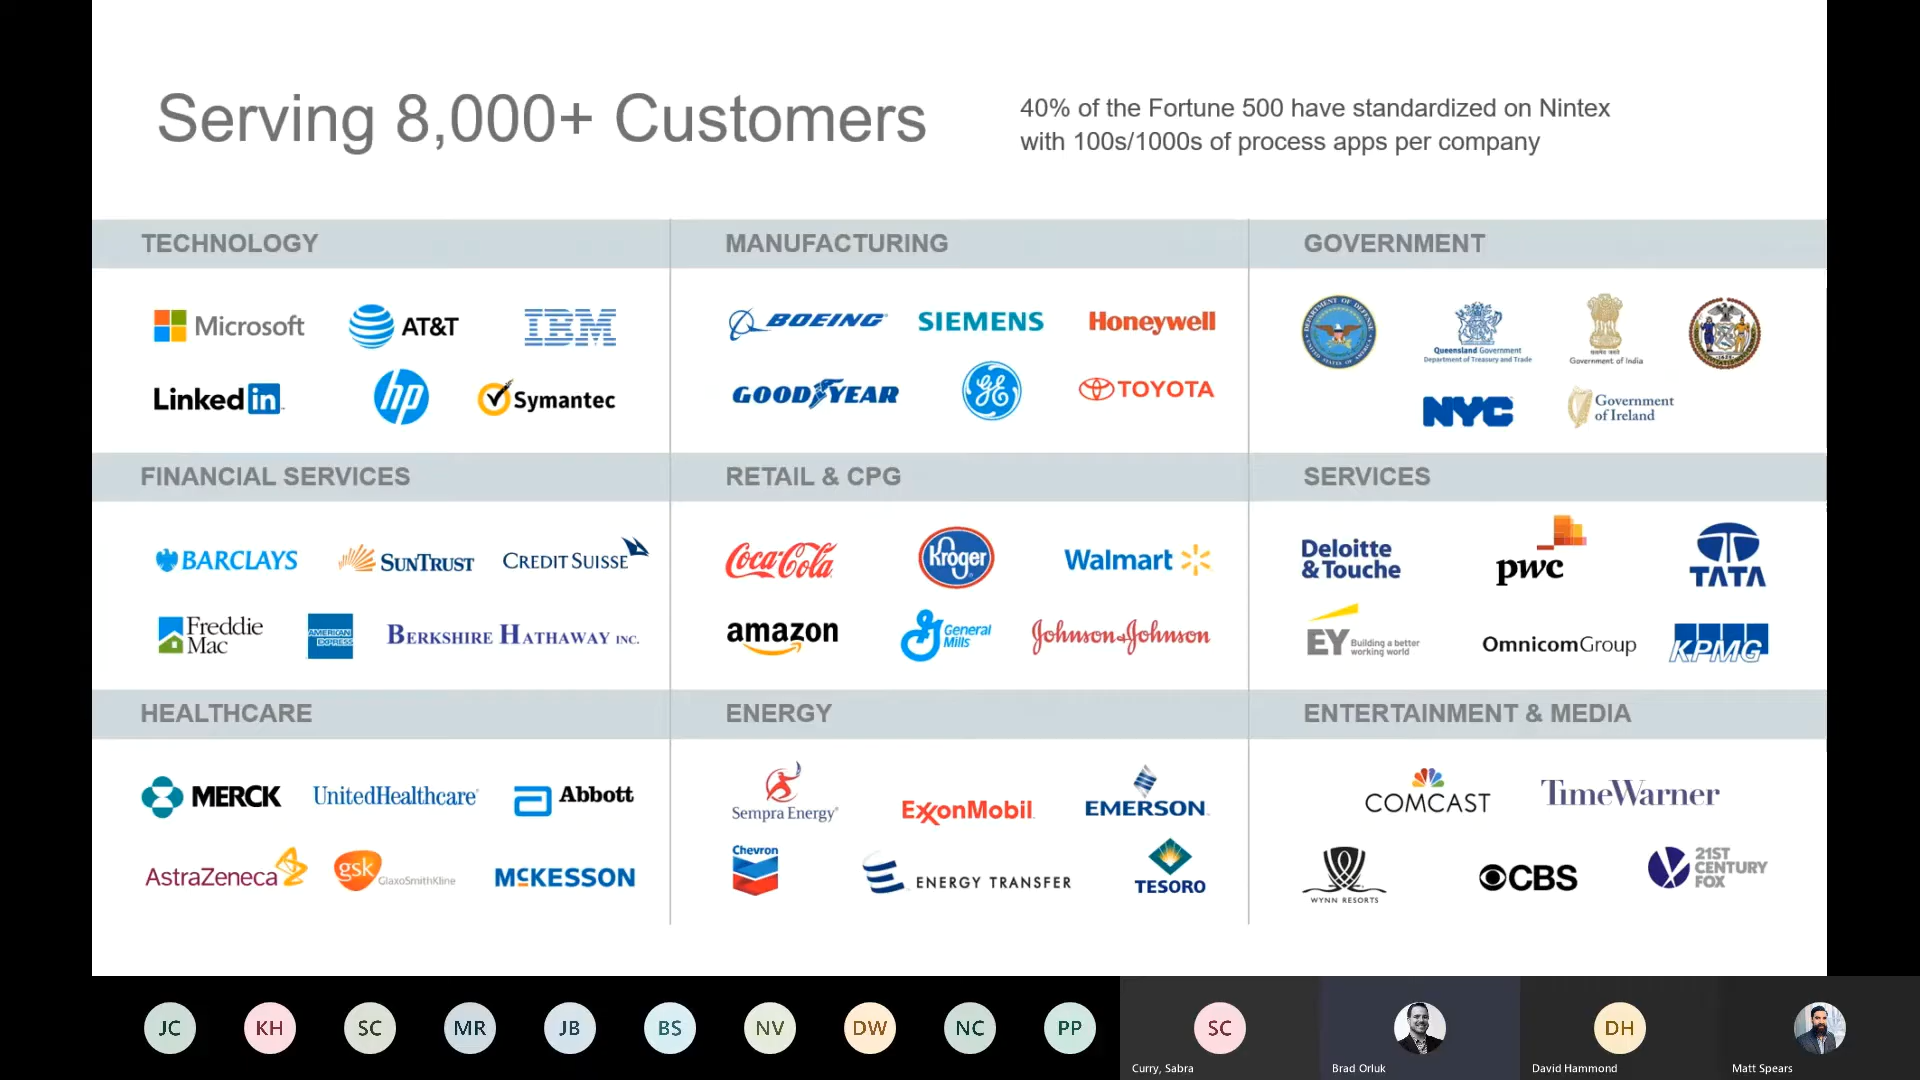 Serving 8,000+ Customers
40% of the Fortune 500 have standardized on Nintex
with 100s/1000s of process apps per company
TECHNOLOGY
MANUFACTURING
GOVERNMENT
Microsoft
AT&T
IBM
BOEING
SIEMENS
Honeywell
Queensland Government
Department of Treasury and Trade
Government of India
LinkedIn
hp
Symantec
GOODYEAR
GE
TOYOTA
NYC
Government
of Ireland
FINANCIAL SERVICES
RETAIL & CPG
SERVICES
BARCLAYS
SUNTRUST
CREDIT SUISSE
Coca-Cola
Kroger
Walmart
Deloitte
& Touche
pwc
TATA
Freddie
Mac
AMERICAN
EXPRESS
BERKSHIRE HATHAWAY INC.
amazon
General
Mills
Johnson & Johnson
EY
Building a better
working world
OmnicomGroup
KPMG
HEALTHCARE
ENERGY
ENTERTAINMENT & MEDIA
MERCK
UnitedHealthcare
Abbott
Sempra Energy
ExxonMobil
EMERSON
COMCAST
TimeWarner
AstraZeneca
gsk
GlaxoSmithKline
MCKESSON
Chevron
ENERGY TRANSFER
TESORO
WYNN RESORTS
CBS
21ST
CENTURY
FOX
JC
KH
SC
MR
JB
BS
NV
DW
NC
PP
SC
DH
Curry, Sabra
Brad Orluk
David Hammond
Matt Spears